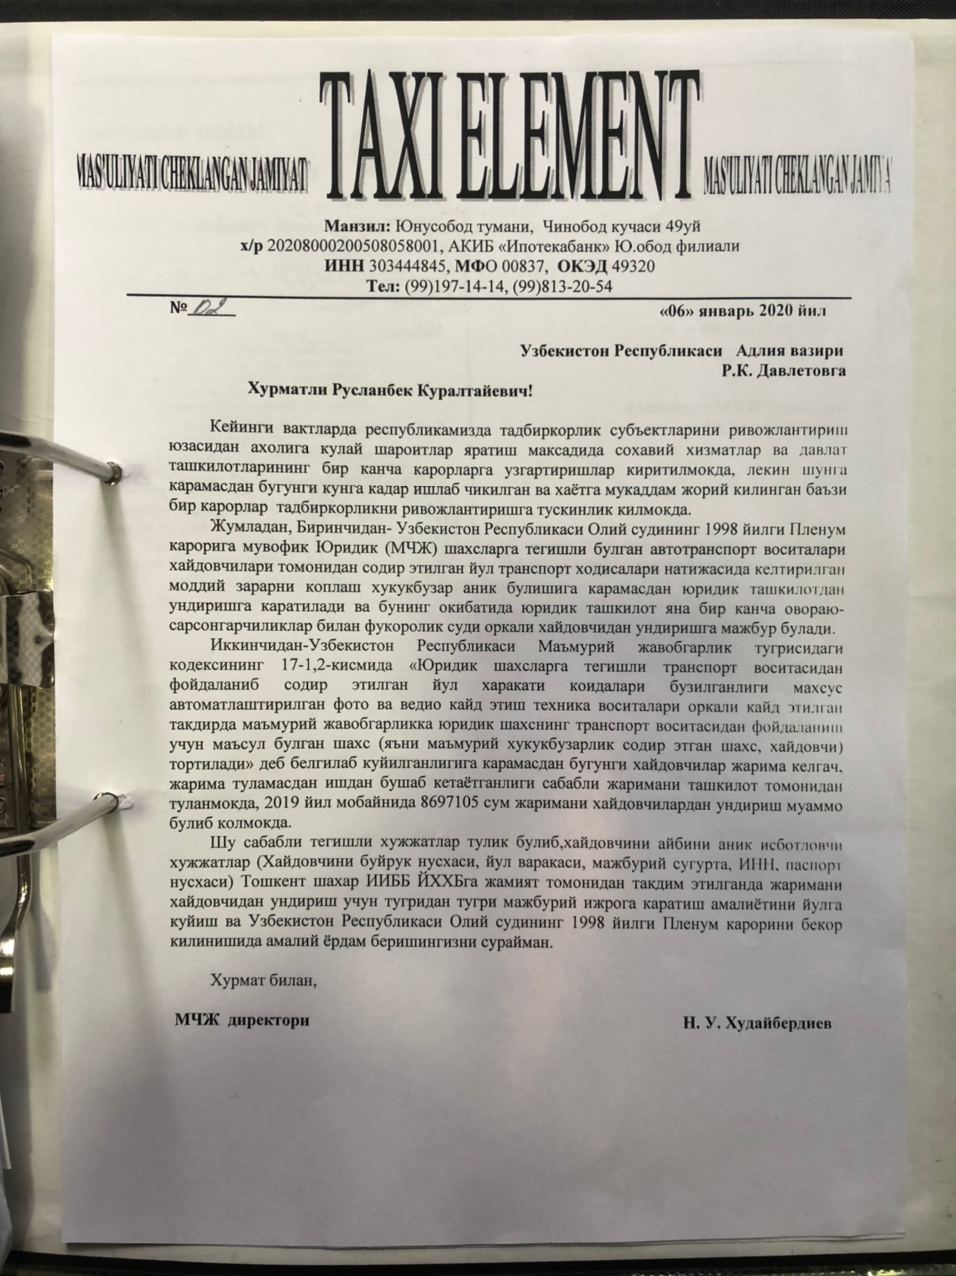 TAXI ELEMENT
MAS'ULIYATI CHEKLANGAN JAMIYAT
MAS'ULIYATI CHEKLANGAN JAMIYA
Манзил: Юнусобод тумани, Чинобод кучаси 49уй
х/р 20208000200508058001, АКИБ «Ипотекабанк» Ю.обод филиали
ИНН 303444845, МФО 00837, ОКЭД 49320
Тел: (99)197-14-14, (99)813-20-54
№ 02 «06» январь 2020 йил
Узбекистон Республикаси Адлия вазири
Р.К. Давлетовга
Хурматли Русланбек Куралтайевич!
Кейинги вактларда республикамизда тадбиркорлик субъектларини ривожлантириш
юзасидан ахолига кулай шароитлар яратиш максадида сохавий хизматлар ва давлат
ташкилотларининг бир канча карорларга узгартиришлар киритилмокда, лекин шунга
карамасдан бугунги кунга кадар ишлаб чикилган ва хаётга мукаддам жорий килинган баъзи
бир карорлар тадбиркорликни ривожлантиришга тускинлик килмокда.
Жумладан, Биринчидан- Узбекистон Республикаси Олий судининг 1998 йилги Пленум
карорига мувофик Юридик (МЧЖ) шахсларга тегишли булган автотранспорт воситалари
хайдовчилари томонидан содир этилган йул транспорт ходисалари натижасида келтирилган
моддий зарарни коплаш хукукбузар аник булишига карамасдан юридик ташкилотдан
ундиришга каратилади ва бунинг окибатида юридик ташкилот яна бир канча овораю-
сарсонгарчиликлар билан фукоролик суди оркали хайдовчидан ундиришга мажбур булади.
Иккинчидан-Узбекистон Республикаси Маъмурий жавобгарлик тугрисидаги
кодексининг 17-1,2-кисмида «Юридик шахсларга тегишли транспорт воситасидан
фойдаланиб содир этилган йул харакати коидалари бузилганлиги махсус
автоматлаштирилган фото ва ведио кайд этиш техника воситалари оркали кайд этилган
такдирда маъмурий жавобгарликка юридик шахснинг транспорт воситасидан фойдаланиш
учун маъсул булган шахс (яъни маъмурий хукукбузарлик содир этган шахс, хайдовчи)
тортилади» деб белгилаб куйилганлигига карамасдан бугунги хайдовчилар жарима келгач,
жарима туламасдан ишдан бушаб кетаётганлиги сабабли жаримани ташкилот томонидан
туланмокда, 2019 йил мобайнида 8697105 сум жаримани хайдовчилардан ундириш муаммо
булиб колмокда.
Шу сабабли тегишли хужжатлар тулик булиб,хайдовчини айбини аник исботловчи
хужжатлар (Хайдовчини буйрук нусхаси, йул варакаси, мажбурий сугурта, ИНН, паспорт
нусхаси) Тошкент шахар ИИББ ЙХХБга жамият томонидан такдим этилганда жаримани
хайдовчидан ундириш учун тугридан тугри мажбурий ижрога каратиш амалиётини йулга
куйиш ва Узбекистон Республикаси Олий судининг 1998 йилги Пленум карорини бекор
килинишида амалий ёрдам беришингизни сурайман.
Хурмат билан,
МЧЖ директори Н. У. Худайбердиев